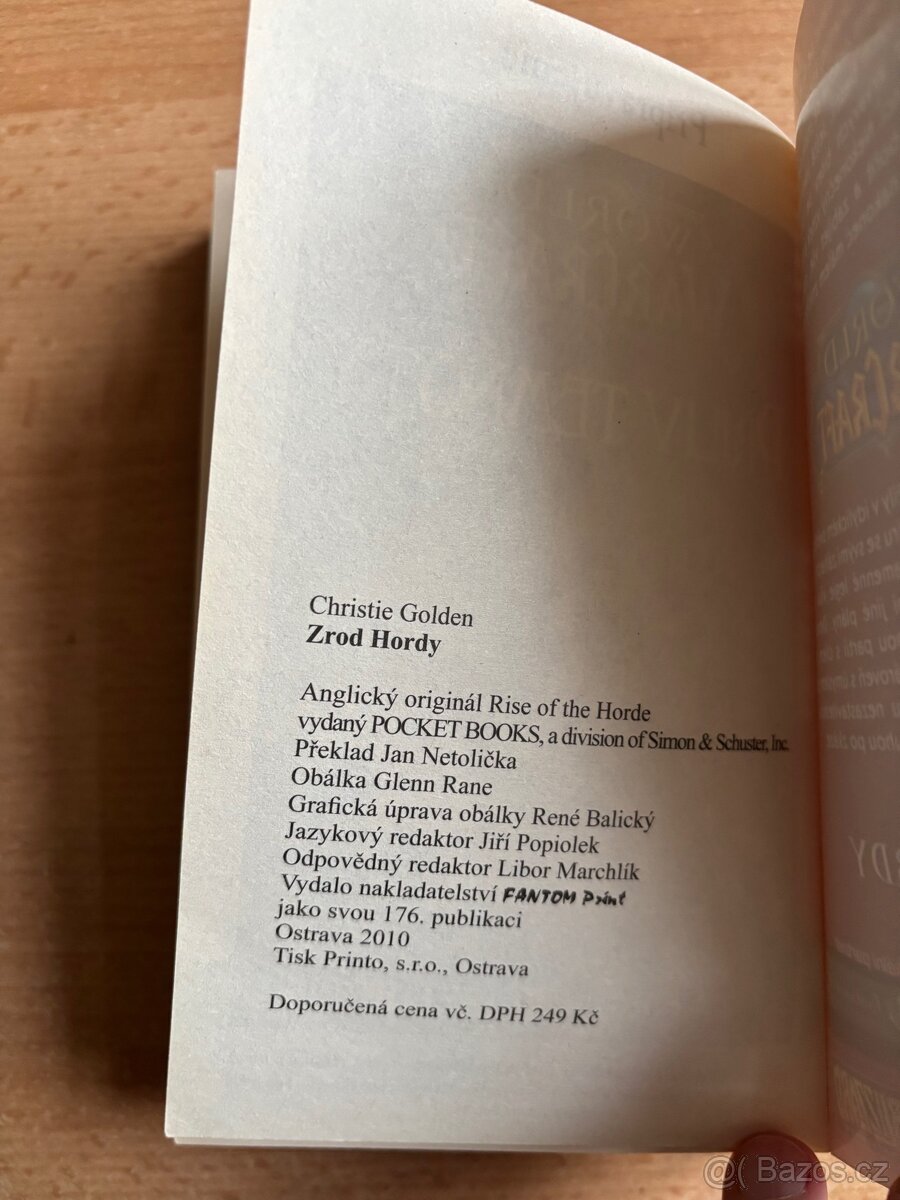 Christie Golden
Zrod Hordy
Anglický originál Rise of the Horde
vydaný POCKET BOOKS, a division of Simon & Schuster, Inc.
Překlad Jan Netolička
Obálka Glenn Rane
Grafická úprava obálky René Balický
Jazykový redaktor Jiří Popiolek
Odpovědný redaktor Libor Marchlík
Vydalo nakladatelství FANTOM Print
jako svou 176. publikaci
Ostrava 2010
Tisk Printo, s.r.o., Ostrava
Doporučená cena vč. DPH 249 Kč
@( Bazos.cz